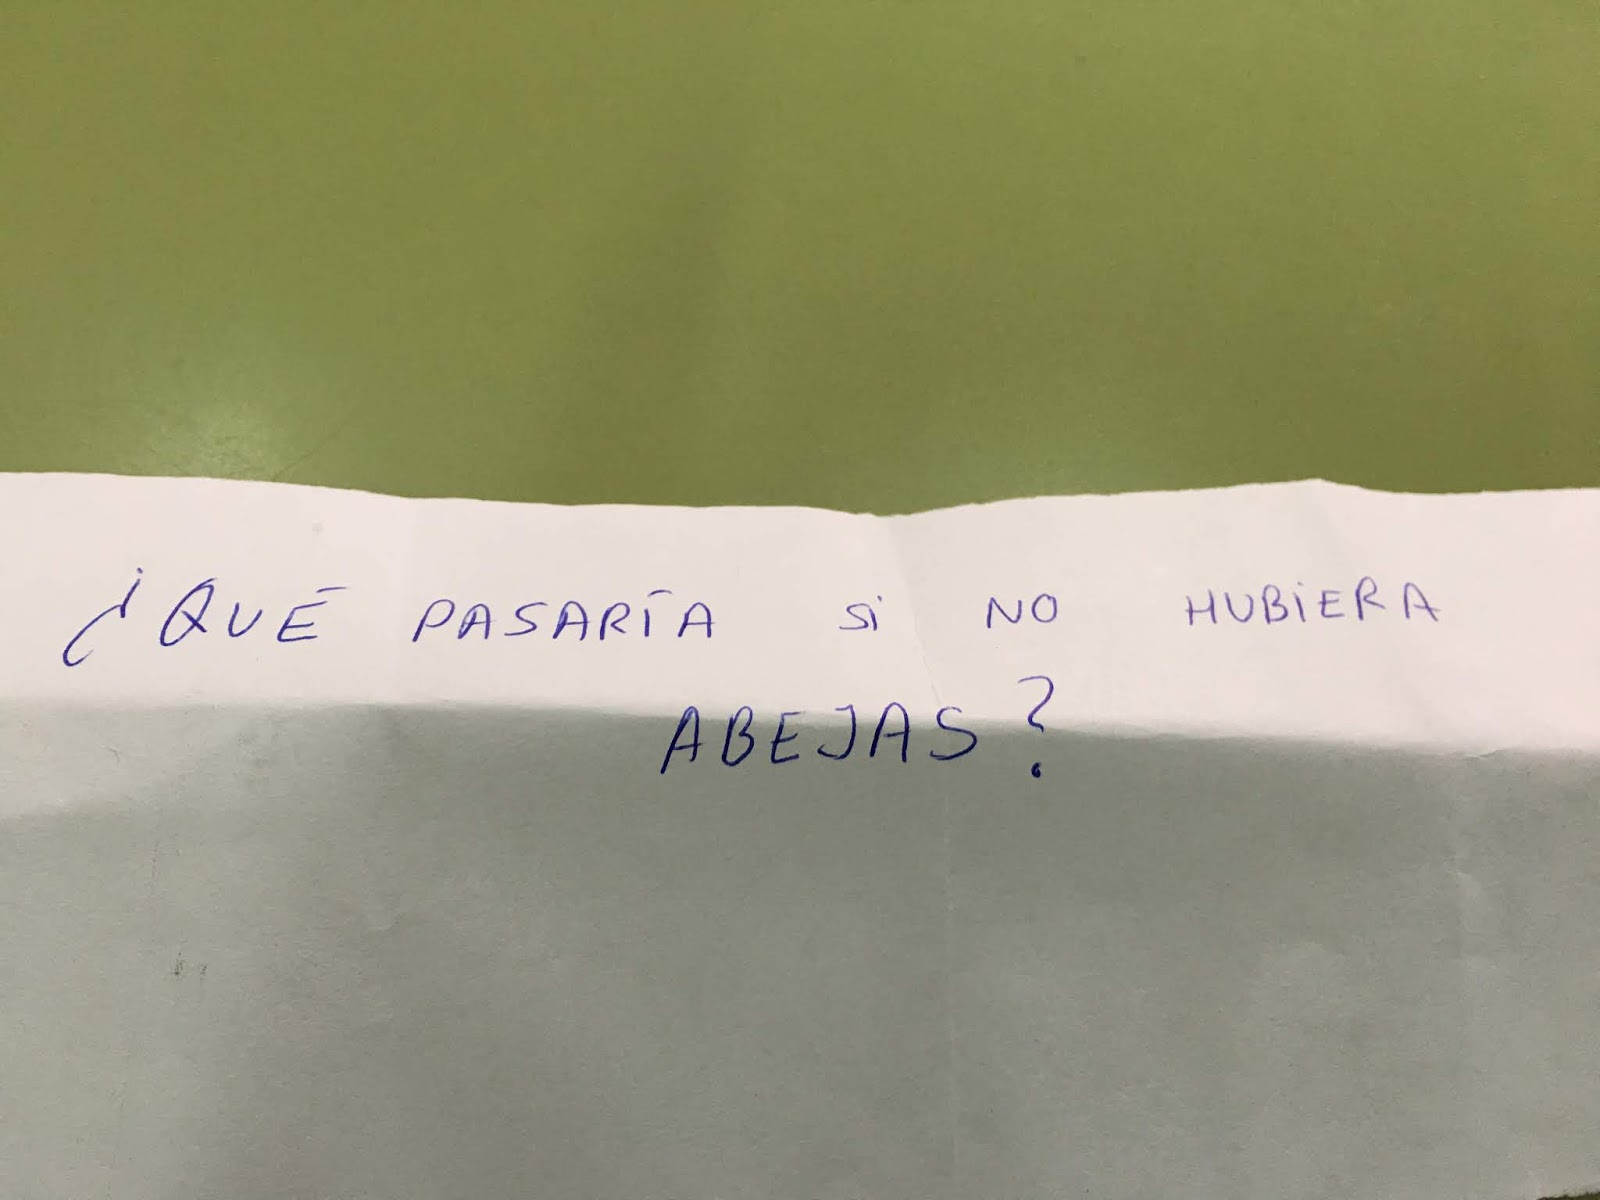 ¿QUÉ PASARÍA Si NO HUBiERA
ABEJAS?